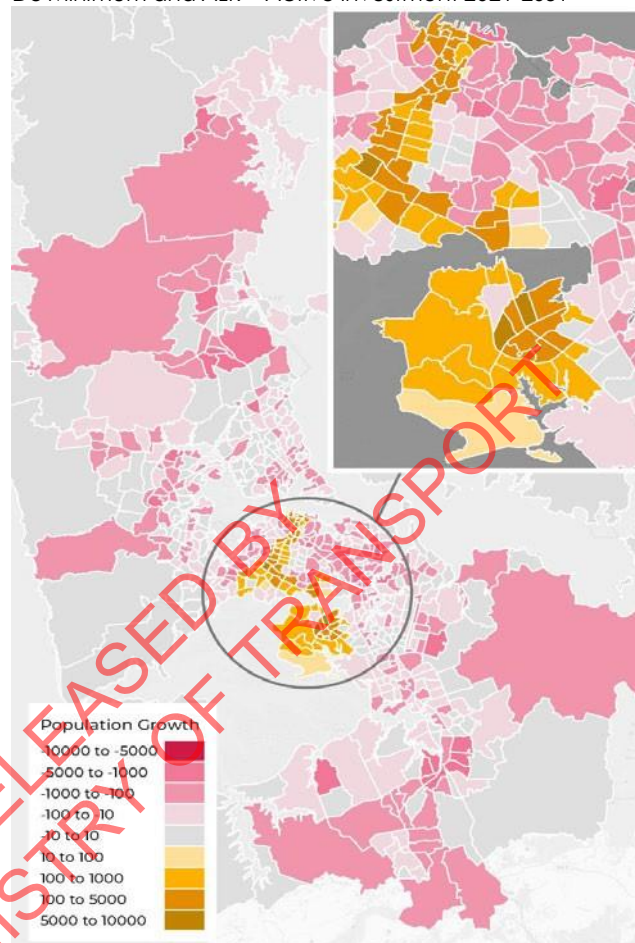 Population Growth
-10000 to -5000
-5000 to -1000
-1000 to -100
-100 to -10
-10 to 10
10 to 100
100 to 1000
100 to 5000
5000 to 10000
RELEASED BY
MINISTRY OF TRANSPORT